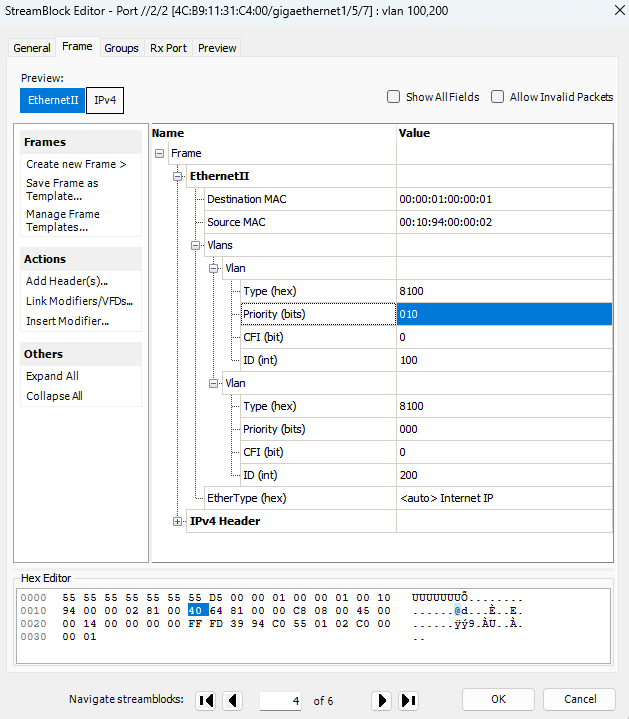 StreamBlock Editor - Port //2/2 [4C:B9:11:31:C4:00/gigaethernet1/5/7] : vlan 100,200
General Frame Groups Rx Port Preview
Preview:
EthernetII IPv4
Show All Fields Allow Invalid Packets
Frames
Create new Frame >
Save Frame as
Template...
Manage Frame
Templates...
Actions
Add Header(s)...
Link Modifiers/VFDs...
Insert Modifier...
Others
Expand All
Collapse All
Name Value
Frame
EthernetII
Destination MAC 00:00:01:00:00:01
Source MAC 00:10:94:00:00:02
Vlans
Vlan
Type (hex) 8100
Priority (bits) 010
CFI (bit) 0
ID (int) 100
Vlan
Type (hex) 8100
Priority (bits) 000
CFI (bit) 0
ID (int) 200
EtherType (hex) <auto> Internet IP
IPv4 Header
Hex Editor
0000 55 55 55 55 55 55 55 D5 00 00 01 00 00 01 00 10 UUUUUUUÕ........
0010 94 00 00 02 81 00 40 64 81 00 00 C8 08 00 45 00 ......@d...È..E.
0020 00 14 00 00 00 00 FF FD 39 94 C0 55 01 02 C0 00 ......ÿý9.ÀU..À.
0030 00 01 ..
Navigate streamblocks: 4 of 6 OK Cancel